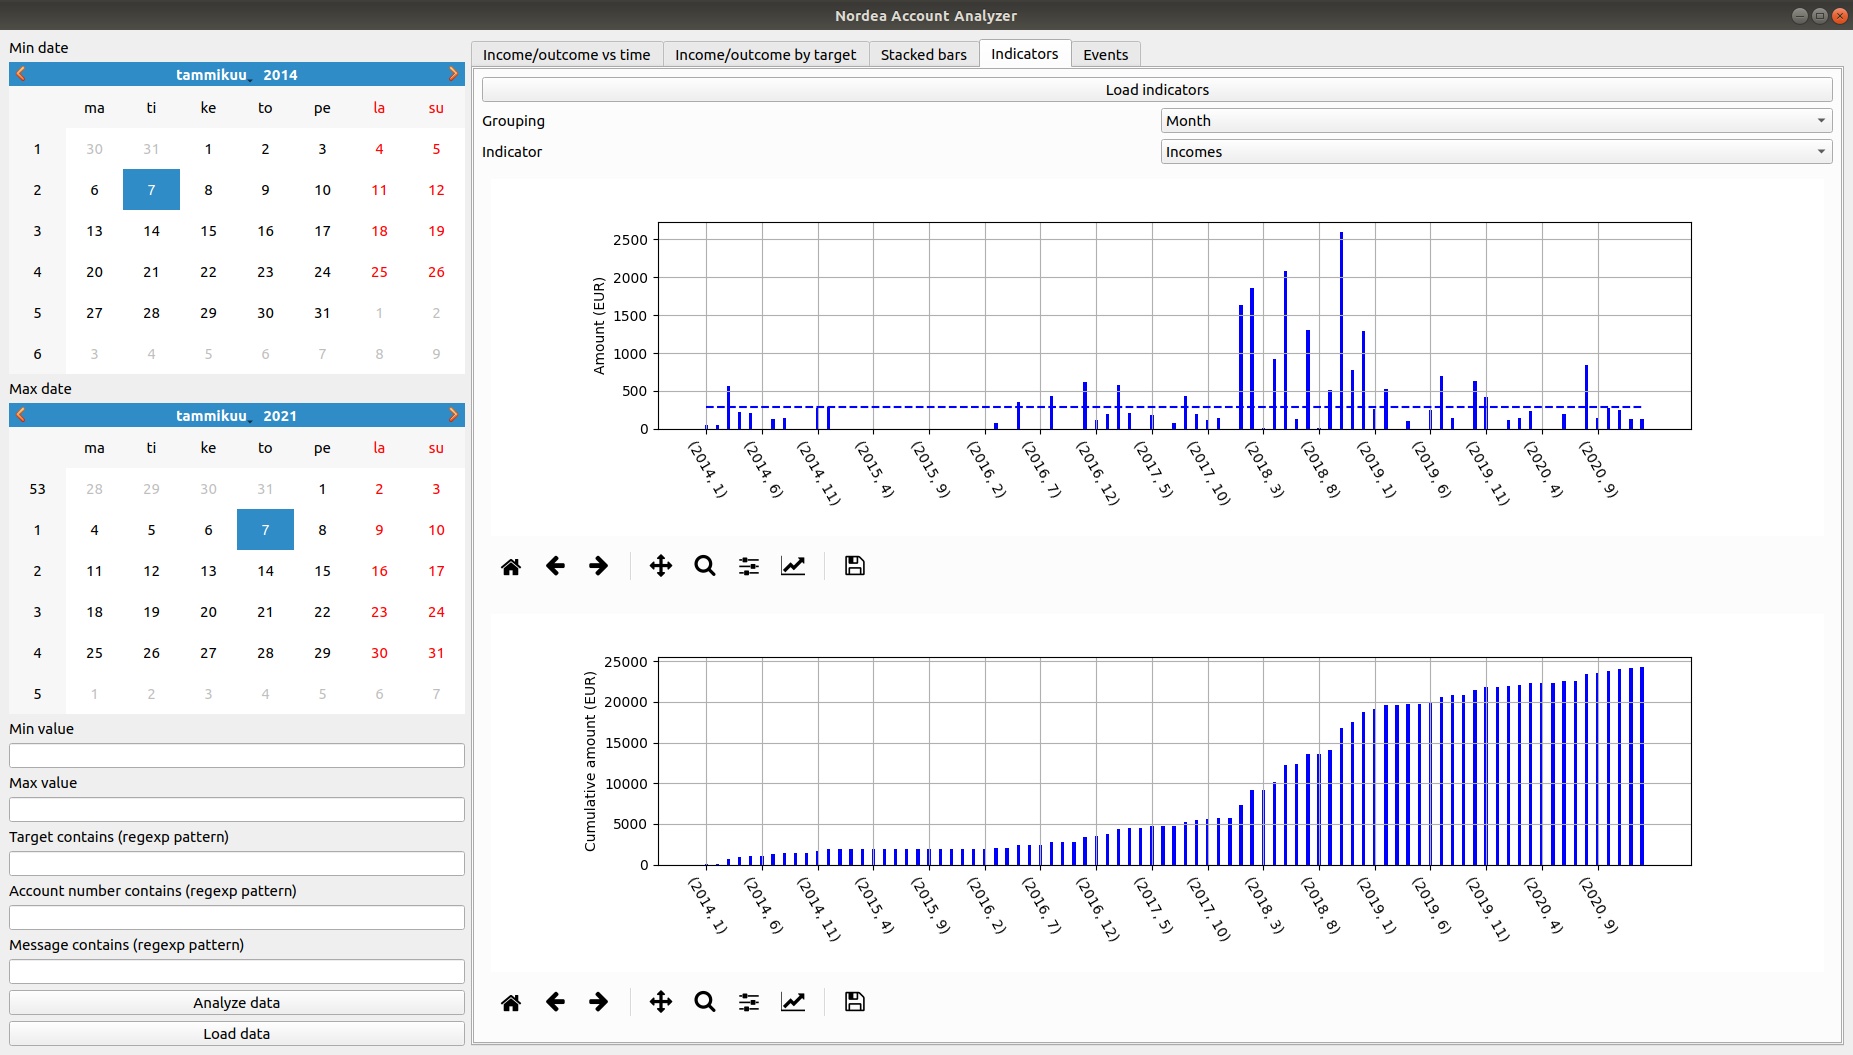 Nordea Account Analyzer
Min date
tammikuu 2014
ma ti ke to pe la su
1 30 31 1 2 3 4 5
2 6 7 8 9 10 11 12
3 13 14 15 16 17 18 19
4 20 21 22 23 24 25 26
5 27 28 29 30 31 1 2
6 3 4 5 6 7 8 9
Max date
tammikuu 2021
ma ti ke to pe la su
53 28 29 30 31 1 2 3
1 4 5 6 7 8 9 10
2 11 12 13 14 15 16 17
3 18 19 20 21 22 23 24
4 25 26 27 28 29 30 31
5 1 2 3 4 5 6 7
Min value
Max value
Target contains (regexp pattern)
Account number contains (regexp pattern)
Message contains (regexp pattern)
Analyze data
Load data
Income/outcome vs time Income/outcome by target Stacked bars Indicators Events
Load indicators
Grouping Month
Indicator Incomes
Amount (EUR)
2500
2000
1500
1000
500
0
(2014, 1) (2014, 6) (2014, 11) (2015, 4) (2015, 9) (2016, 2) (2016, 7) (2016, 12) (2017, 5) (2017, 10) (2018, 3) (2018, 8) (2019, 1) (2019, 6) (2019, 11) (2020, 4) (2020, 9)
Cumulative amount (EUR)
25000
20000
15000
10000
5000
0
(2014, 1) (2014, 6) (2014, 11) (2015, 4) (2015, 9) (2016, 2) (2016, 7) (2016, 12) (2017, 5) (2017, 10) (2018, 3) (2018, 8) (2019, 1) (2019, 6) (2019, 11) (2020, 4) (2020, 9)